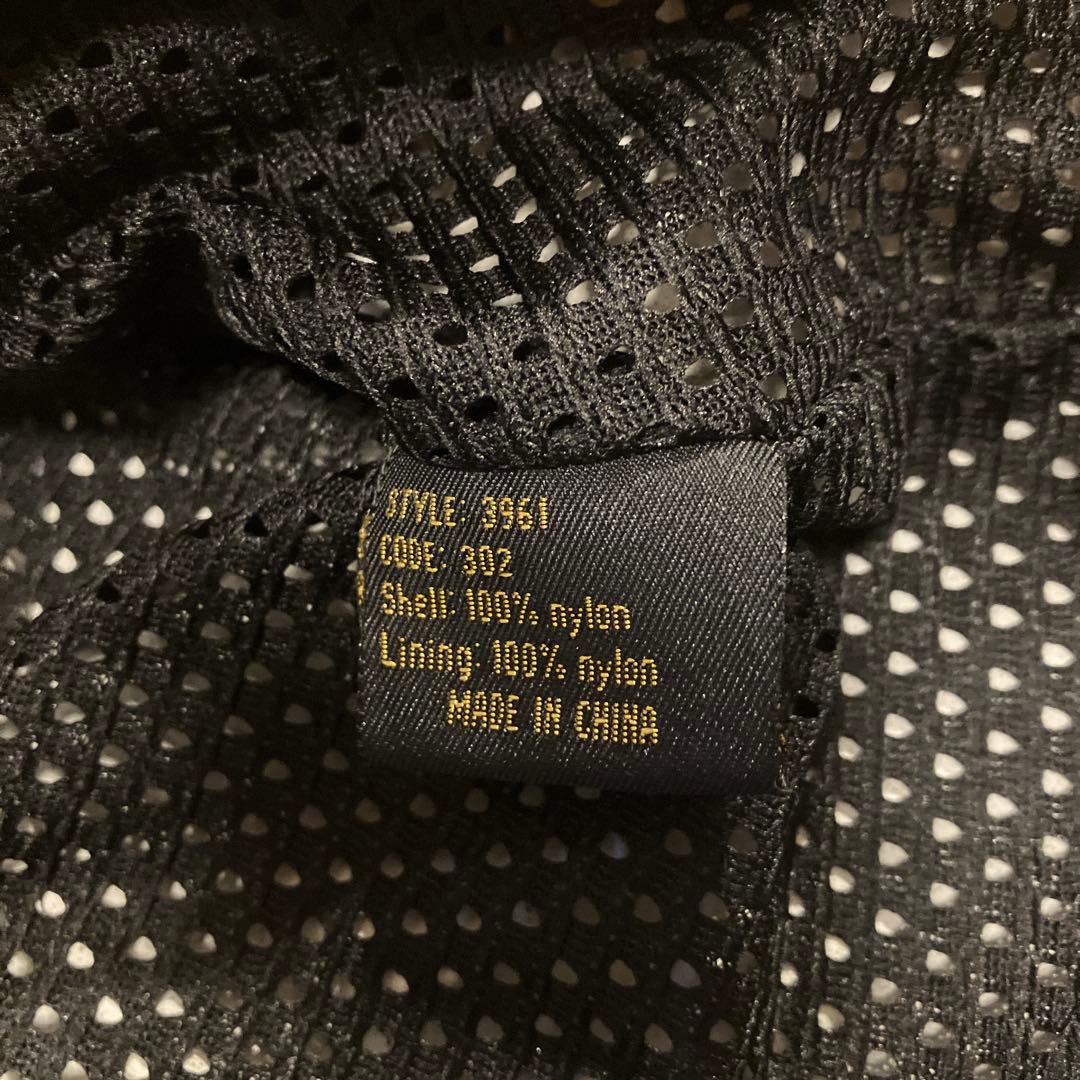 STYLE: 3961
CODE: 302
Shell: 100% nylon
Lining: 100% nylon
MADE IN CHINA